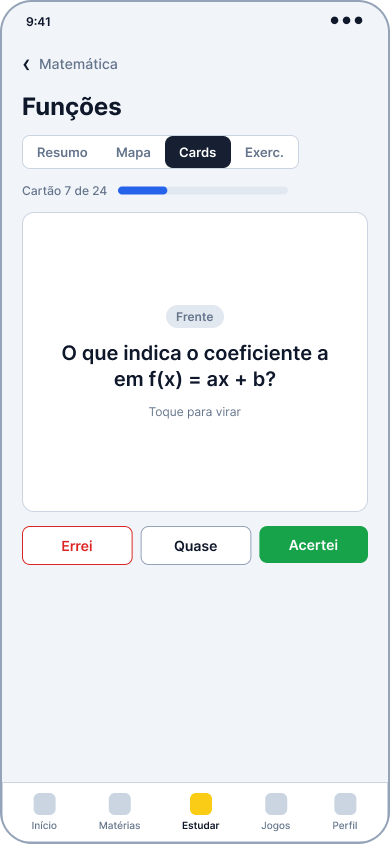 9:41
Matemática
Funções
Resumo Mapa Cards Exerc.
Cartão 7 de 24
Frente
O que indica o coeficiente a
em f(x) = ax + b?
Toque para virar
Errei Quase Acertei
Início Matérias Estudar Jogos Perfil